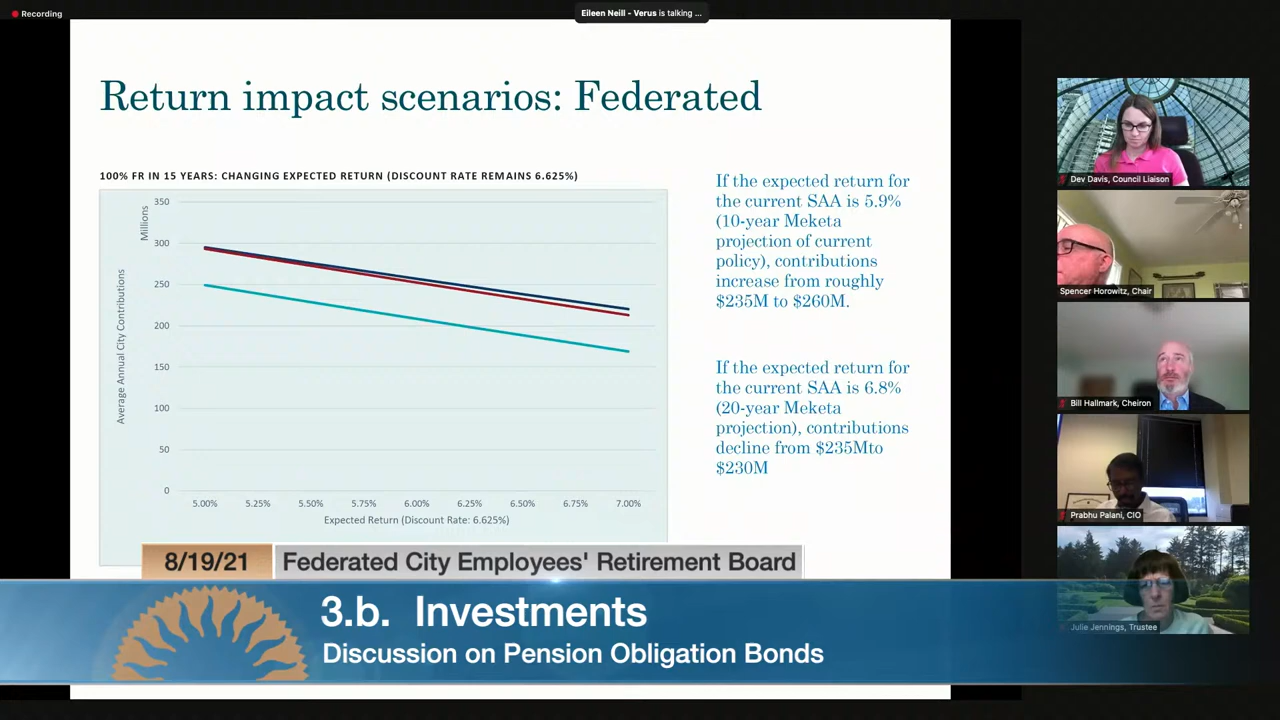 Recording
Eileen Neill - Verus is talking ...
Return impact scenarios: Federated
100% FR IN 15 YEARS: CHANGING EXPECTED RETURN (DISCOUNT RATE REMAINS 6.625%)
Millions
Average Annual City Contributions
350
300
250
200
150
100
50
0
5.00% 5.25% 5.50% 5.75% 6.00% 6.25% 6.50% 6.75% 7.00%
Expected Return (Discount Rate: 6.625%)
If the expected return for
the current SAA is 5.9%
(10-year Meketa
projection of current
policy), contributions
increase from roughly
$235M to $260M.
If the expected return for
the current SAA is 6.8%
(20-year Meketa
projection), contributions
decline from $235Mto
$230M
Dev Davis, Council Liaison
Spencer Horowitz, Chair
Bill Hallmark, Cheiron
Prabhu Palani, CIO
Julie Jennings, Trustee
8/19/21 Federated City Employees' Retirement Board
3.b. Investments
Discussion on Pension Obligation Bonds